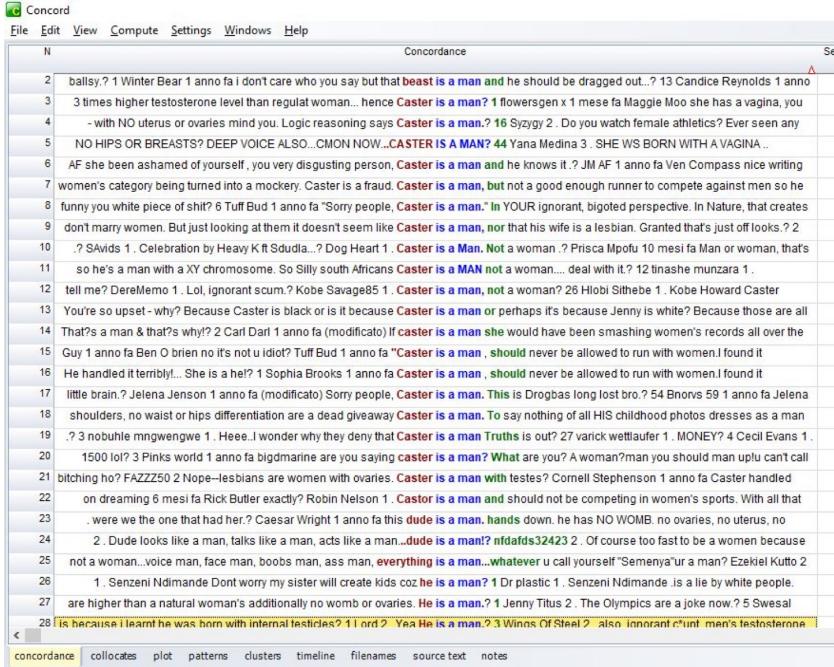 Concord
File Edit View Compute Settings Windows Help
N Concordance Se
2 ballsy.? 1 Winter Bear 1 anno fa i don't care who you say but that beast is a man and he should be dragged out...? 13 Candice Reynolds 1 anno
3 3 times higher testosterone level than regulat woman... hence Caster is a man? 1 flowersgen x 1 mese fa Maggie Moo she has a vagina, you
4 - with NO uterus or ovaries mind you. Logic reasoning says Caster is a man.? 16 Syzygy 2 . Do you watch female athletics? Ever seen any
5 NO HIPS OR BREASTS? DEEP VOICE ALSO...CMON NOW...CASTER IS A MAN? 44 Yana Medina 3 . SHE WS BORN WITH A VAGINA ..
6 AF she been ashamed of yourself , you very disgusting person, Caster is a man and he knows it .? JM AF 1 anno fa Ven Compass nice writing
7 women's category being turned into a mockery. Caster is a fraud. Caster is a man, but not a good enough runner to compete against men so he
8 funny you white piece of shit? 6 Tuff Bud 1 anno fa "Sorry people, Caster is a man." In YOUR ignorant, bigoted perspective. In Nature, that creates
9 don't marry women. But just looking at them it doesn't seem like Caster is a man, nor that his wife is a lesbian. Granted that's just off looks.? 2
10 .? SAvids 1 . Celebration by Heavy K ft Sdudla...? Dog Heart 1 . Caster is a Man. Not a woman .? Prisca Mpofu 10 mesi fa Man or woman, that's
11 so he's a man with a XY chromosome. So Silly south Africans Caster is a MAN not a woman.... deal with it.? 12 tinashe munzara 1 .
12 tell me? DereMemo 1 . Lol, ignorant scum.? Kobe Savage85 1 . Caster is a man, not a woman? 26 Hlobi Sithebe 1 . Kobe Howard Caster
13 You're so upset - why? Because Caster is black or is it because Caster is a man or perhaps it's because Jenny is white? Because those are all
14 That?s a man & that?s why!? 2 Carl Darl 1 anno fa (modificato) If caster is a man she would have been smashing women's records all over the
15 Guy 1 anno fa Ben O brien no it's not u idiot? Tuff Bud 1 anno fa "Caster is a man , should never be allowed to run with women.I found it
16 He handled it terribly!... She is a he!? 1 Sophia Brooks 1 anno fa Caster is a man , should never be allowed to run with women.I found it
17 little brain.? Jelena Jenson 1 anno fa (modificato) Sorry people, Caster is a man. This is Drogbas long lost bro.? 54 Bnorvs 59 1 anno fa Jelena
18 shoulders, no waist or hips differentiation are a dead giveaway Caster is a man. To say nothing of all HIS childhood photos dresses as a man
19 .? 3 nobuhle mngwengwe 1 . Heee..I wonder why they deny that Caster is a man Truths is out? 27 varick wettlaufer 1 . MONEY? 4 Cecil Evans 1 .
20 1500 lol? 3 Pinks world 1 anno fa bigdmarine are you saying caster is a man? What are you? A woman?man you should man up!u can't call
21 bitching ho? FAZZZ50 2 Nope--lesbians are women with ovaries. Caster is a man with testes? Cornell Stephenson 1 anno fa Caster handled
22 on dreaming 6 mesi fa Rick Butler exactly? Robin Nelson 1 . Castor is a man and should not be competing in women's sports. With all that
23 . were we the one that had her.? Caesar Wright 1 anno fa this dude is a man. hands down. he has NO WOMB. no ovaries, no uterus, no
24 2 . Dude looks like a man, talks like a man, acts like a man...dude is a man!? nfdafds32423 2 . Of course too fast to be a women because
25 not a woman...voice man, face man, boobs man, ass man, everything is a man...whatever u call yourself "Semenya"ur a man? Ezekiel Kutto 2
26 1 . Senzeni Ndimande Dont worry my sister will create kids coz he is a man? 1 Dr plastic 1 . Senzeni Ndimande .is a lie by white people.
27 are higher than a natural woman's additionally no womb or ovaries. He is a man.? 1 Jenny Titus 2 . The Olympics are a joke now.? 5 Swesal
28 is because i learnt he was born with internal testicles? 1 Lord 2 . Yea He is a man.? 3 Wings Of Steel 2 . also, ignorant c*unt, men's testosterone
concordance collocates plot patterns clusters timeline filenames source text notes